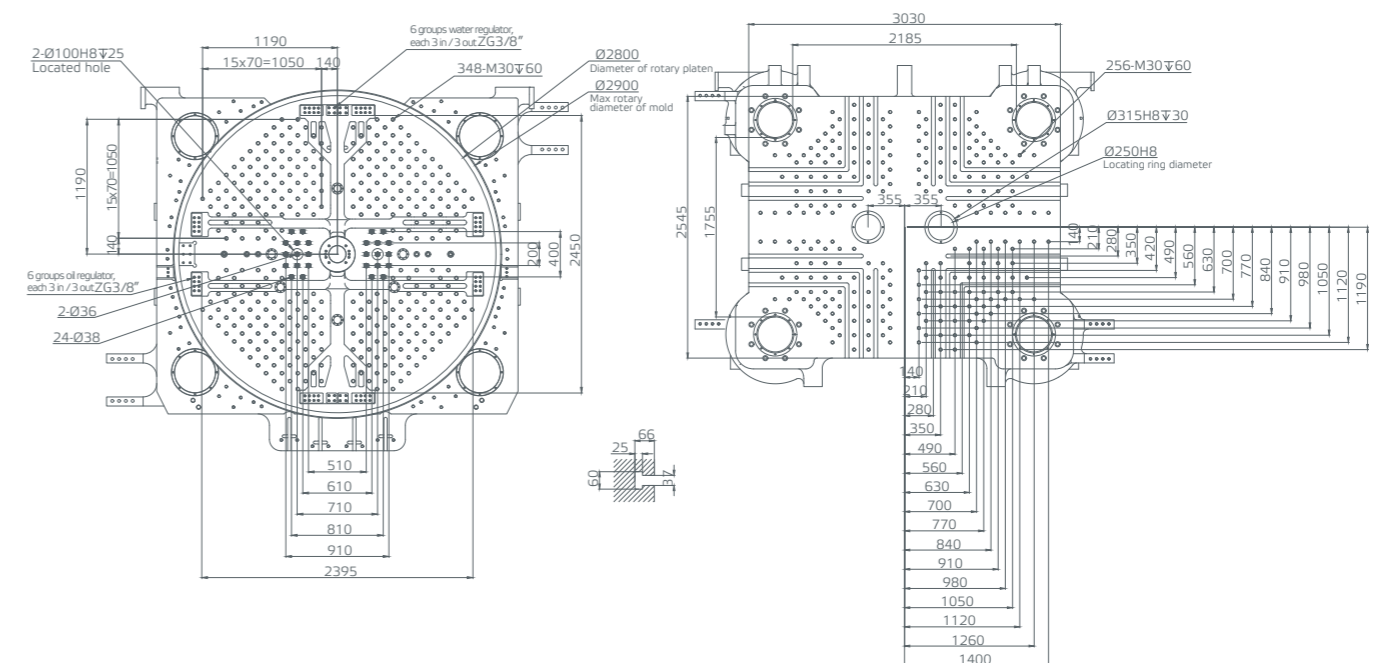 6 groups water regulator,
each 3 in / 3 out ZG3/8"
1190
2-Ø100H8↧25
Located hole
15x70=1050
140
348-M30↧60
Ø2800
Diameter of rotary platen
Ø2900
Max rotary
diameter of mold
1190
15x70=1050
140
200
400
2450
6 groups oil regulator,
each 3 in / 3 out ZG3/8"
2-Ø36
24-Ø38
510
610
710
810
910
2395
66
25
60
37
3030
2185
256-M30↧60
Ø315H8↧30
Ø250H8
Locating ring diameter
2545
1755
355
355
140
210
280
350
420
490
560
630
700
770
840
910
980
1050
1120
1190
140
210
280
350
490
560
630
700
770
840
910
980
1050
1120
1260
1400